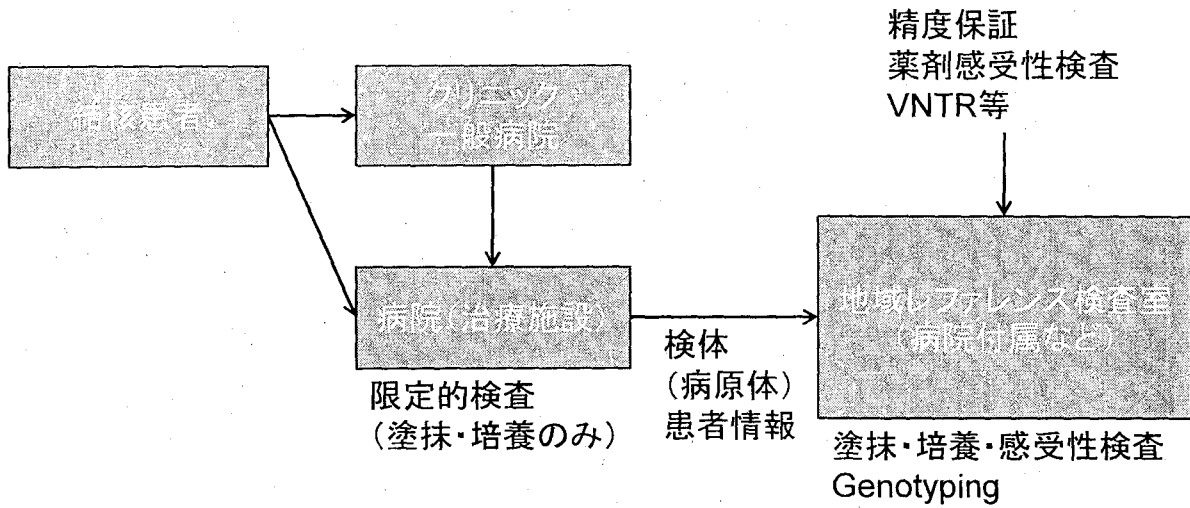 精度保証
薬剤感受性検査
VNTR等
結核患者
クリニック
一般病院
病院(治療施設)
地域レファレンス検査室
(病院付属など)
検体
(病原体)
患者情報
限定的検査
(塗抹・培養のみ)
塗抹・培養・感受性検査
Genotyping